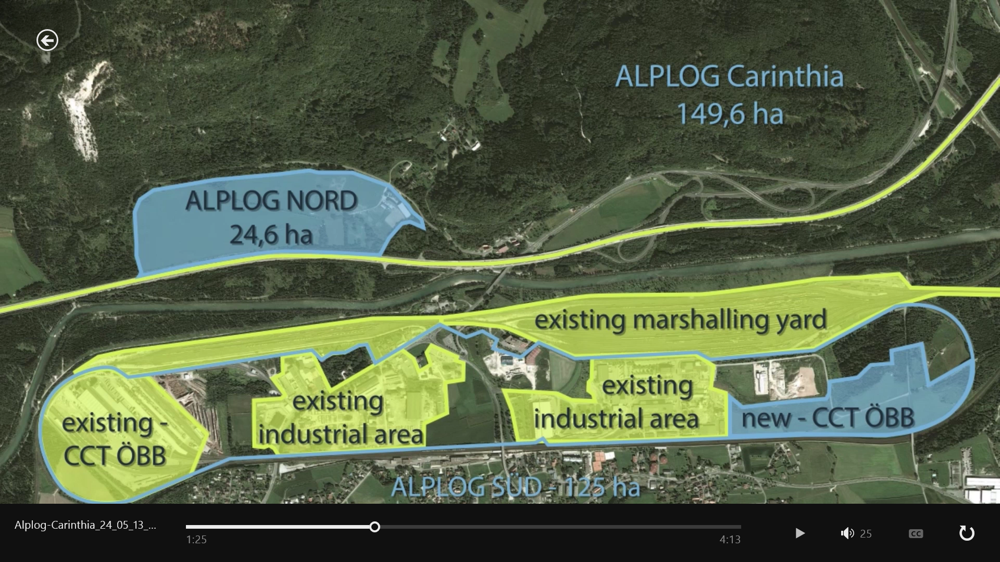 ALPLOG Carinthia
149,6 ha
ALPLOG NORD
24,6 ha
existing marshalling yard
existing
industrial area
existing
industrial area
existing -
CCT ÖBB
new - CCT ÖBB
ALPLOG SÜD - 125 ha
Alplog-Carinthia_24_05_13_...
1:25
4:13
25
CC